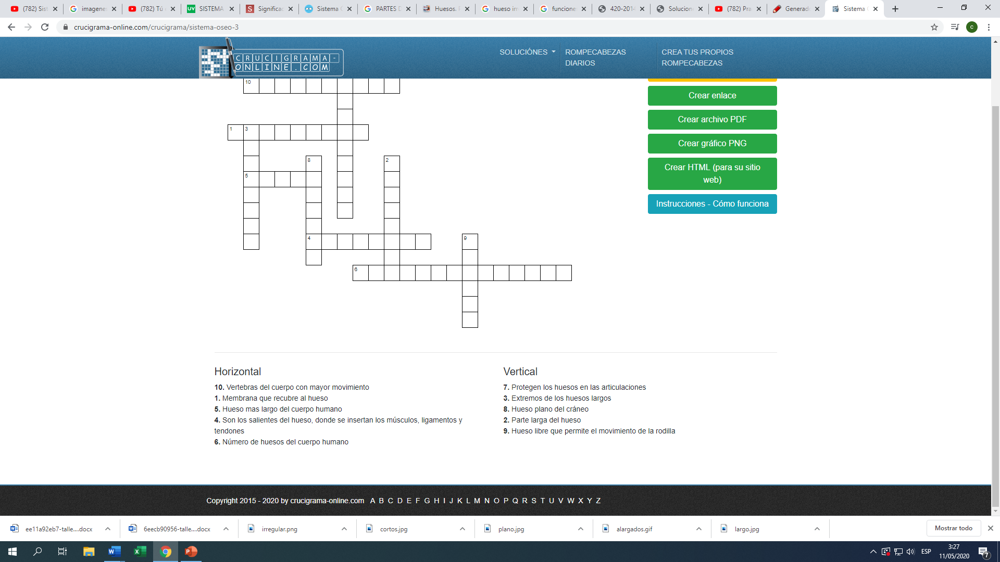 (782) Sist
imagenes
(782) Tú
SISTEMA
Significac
Sistema
PARTES D
Huesos.
hueso irr
funciones
420-2014
Solucion
(782) Pra
Generad
Sistema
crucigrama-online.com/crucigrama/sistema-oseo-3
c
CRUCIGRAMA-
ONLINE.COM
SOLUCIÓNES
ROMPECABEZAS
DIARIOS
CREA TUS PROPIOS
ROMPECABEZAS
10
1 3
8 2
5
4 9
6
Crear enlace
Crear archivo PDF
Crear gráfico PNG
Crear HTML (para su sitio
web)
Instrucciones - Cómo funciona
Horizontal
10. Vertebras del cuerpo con mayor movimiento
1. Membrana que recubre al hueso
5. Hueso mas largo del cuerpo humano
4. Son los salientes del hueso, donde se insertan los músculos, ligamentos y
tendones
6. Número de huesos del cuerpo humano
Vertical
7. Protegen los huesos en las articulaciones
3. Extremos de los huesos largos
8. Hueso plano del cráneo
2. Parte larga del hueso
9. Hueso libre que permite el movimiento de la rodilla
Copyright 2015 - 2020 by crucigrama-online.com A B C D E F G H I J K L M N O P Q R S T U V W X Y Z
ee11a92eb7-talle....docx
6eecb90956-talle....docx
irregular.png
cortos.jpg
plano.jpg
alargados.gif
largo.jpg
Mostrar todo
ESP
3:27
11/05/2020
7